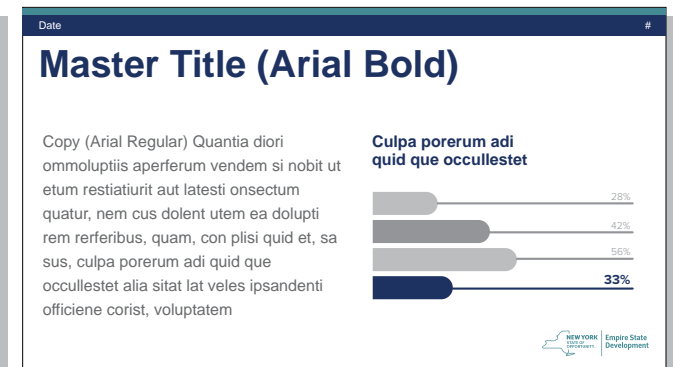 Date
#
Master Title (Arial Bold)
Copy (Arial Regular) Quantia diori
ommoluptiis aperferum vendem si nobit ut
etum restiatiurit aut latesti onsectum
quatur, nem cus dolent utem ea dolupti
rem rerferibus, quam, con plisi quid et, sa
sus, culpa porerum adi quid que
occullestet alia sitat lat veles ipsandenti
officiene corist, voluptatem
Culpa porerum adi
quid que occullestet
28%
42%
56%
33%
NEW YORK
STATE OF
OPPORTUNITY.
Empire State
Development